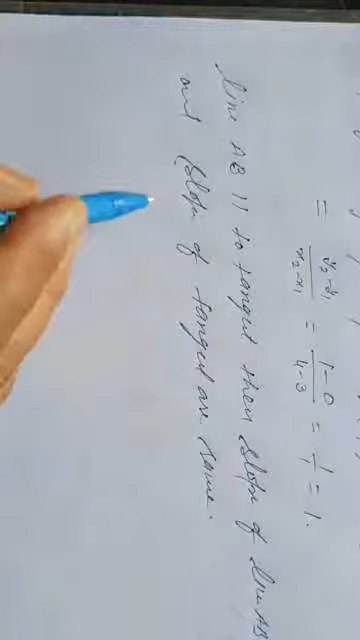 = y₂-y₁ / x₂-x₁ = 1-0 / 4-3 = 1/1 = 1.
line AB || to tangent then slope of line AB
and slope of tangent are same.